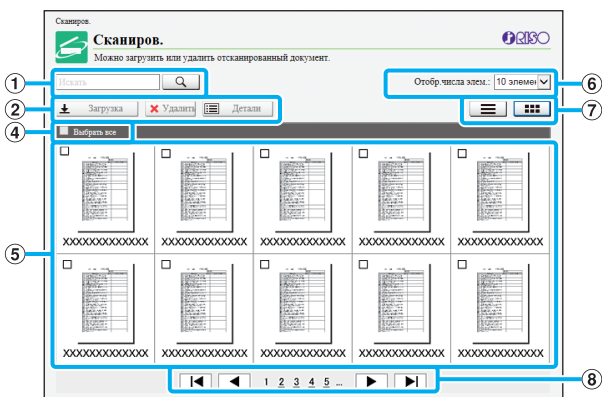 Сканиров.
Сканиров.
RISO
Можно загрузить или удалить отсканированный документ.
1
Искать
Отобр.числа элем.: 10 элемен
6
2
Загрузка
Удалить
Детали
7
4
Выбрать все
5
XXXXXXXXXXXXX XXXXXXXXXXXXX XXXXXXXXXXXXX XXXXXXXXXXXXX XXXXXXXXXXXXX
XXXXXXXXXXXXX XXXXXXXXXXXXX XXXXXXXXXXXXX XXXXXXXXXXXXX XXXXXXXXXXXXX
1 2 3 4 5 ...
8